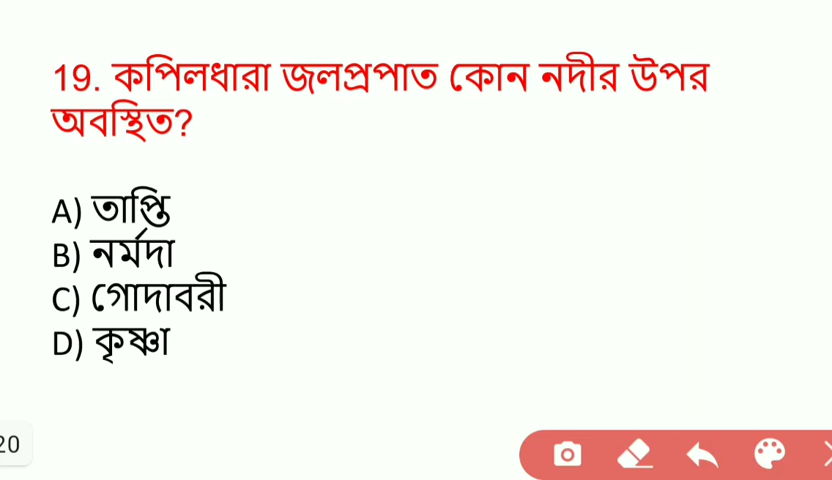 19. কপিলধারা জলপ্রপাত কোন নদীর উপর
অবস্থিত?
A) তাপ্তি
B) নর্মদা
C) গোদাবরী
D) কৃষ্ণা
20